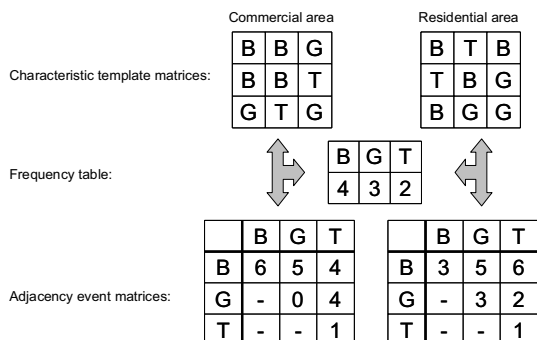 Commercial area Residential area
B B G B T B
Characteristic template matrices: B B T T B G
G T G B G G
B G T
Frequency table: 4 3 2
B G T B G T
B 6 5 4 B 3 5 6
Adjacency event matrices: G - 0 4 G - 3 2
T - - 1 T - - 1